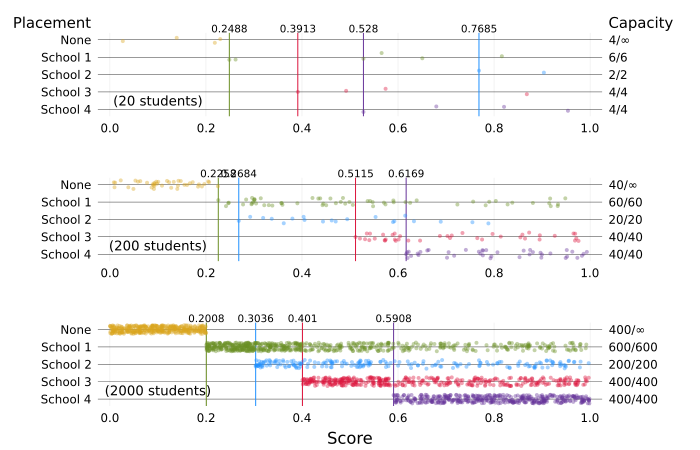 Placement Capacity
0.2488 0.3913 0.528 0.7685
None 4/∞
School 1 6/6
School 2 2/2
School 3 4/4
School 4 4/4
(20 students)
0.0 0.2 0.4 0.6 0.8 1.0
0.5115 0.6169
None 40/∞
School 1 60/60
School 2 20/20
School 3 40/40
School 4 40/40
(200 students)
0.0 0.2 0.4 0.6 0.8 1.0
0.2008 0.3036 0.401 0.5908
None 400/∞
School 1 600/600
School 2 200/200
School 3 400/400
School 4 400/400
(2000 students)
0.0 0.2 0.4 0.6 0.8 1.0
Score